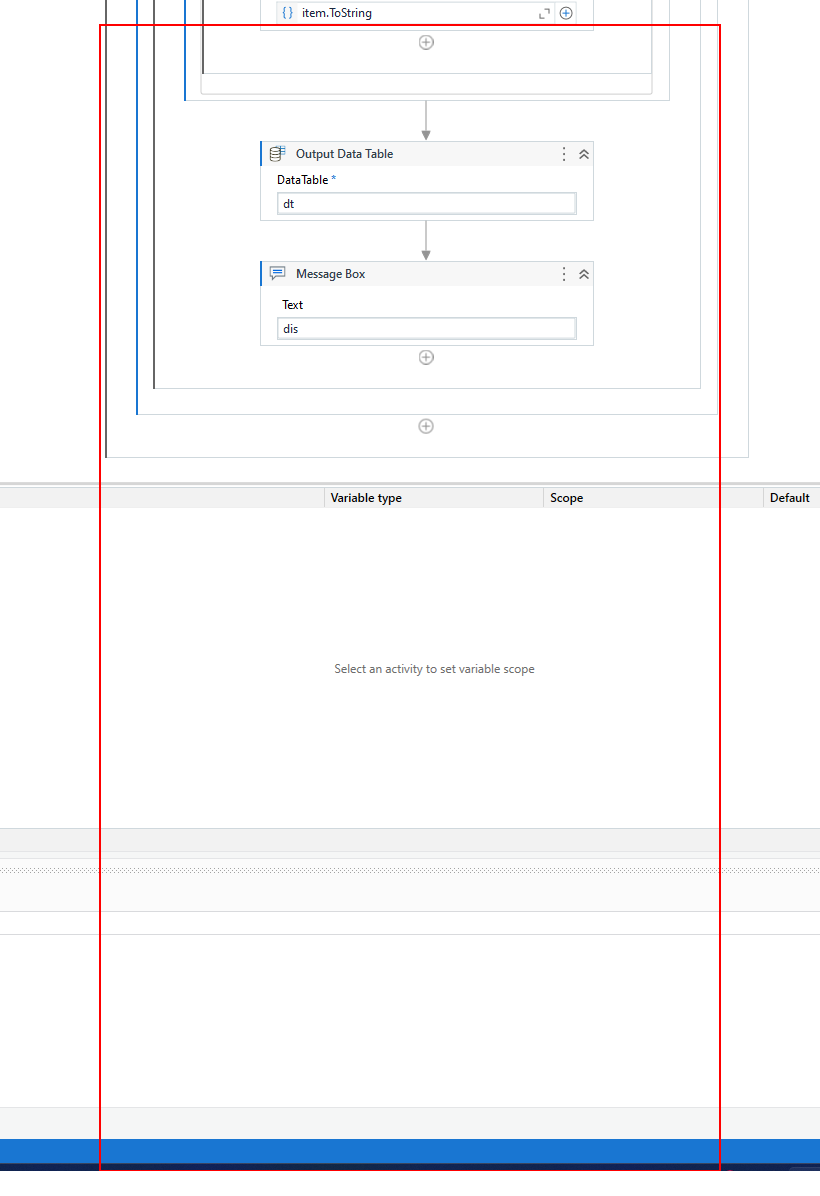 { } item.ToString
Output Data Table
DataTable *
dt
Message Box
Text
dis
Variable type Scope Default
Select an activity to set variable scope